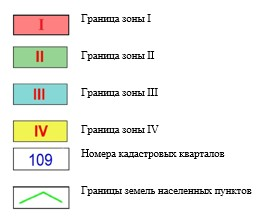 I Граница зоны I
II Граница зоны II
III Граница зоны III
IV Граница зоны IV
109 Номера кадастровых кварталов
Границы земель населенных пунктов